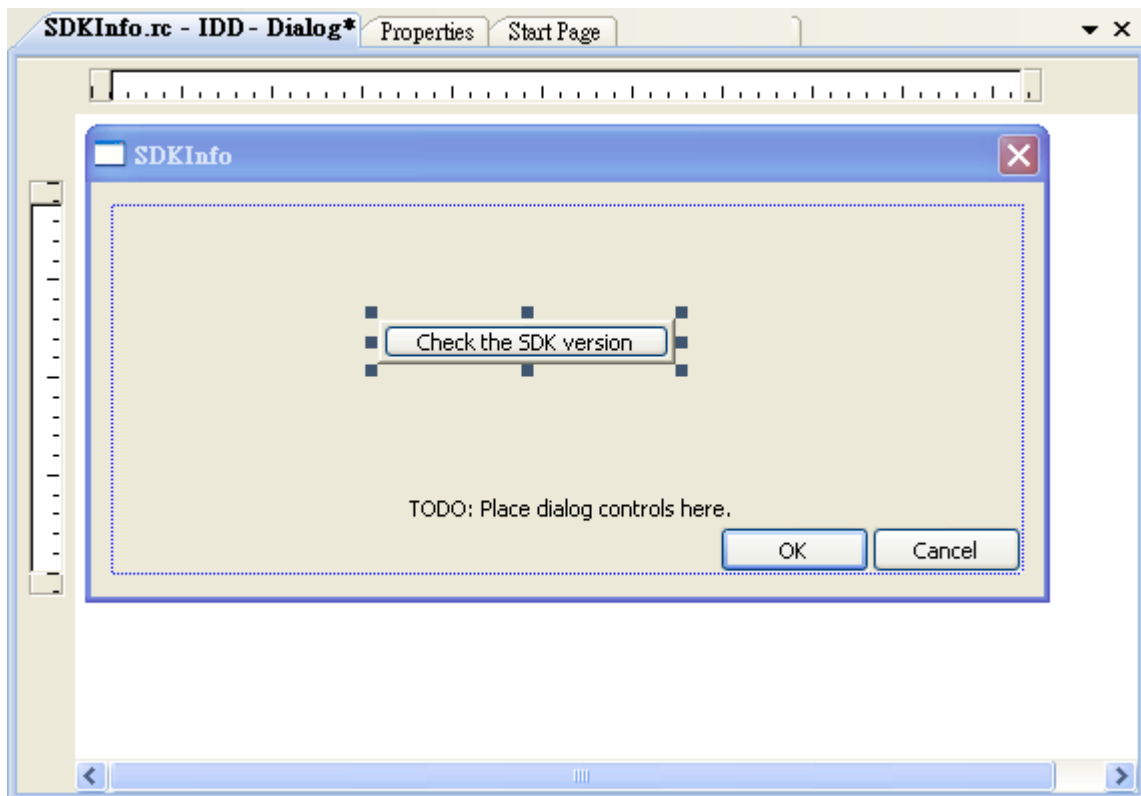 SDKInfo.rc - IDD - Dialog* Properties Start Page
SDKInfo
Check the SDK version
TODO: Place dialog controls here.
OK Cancel